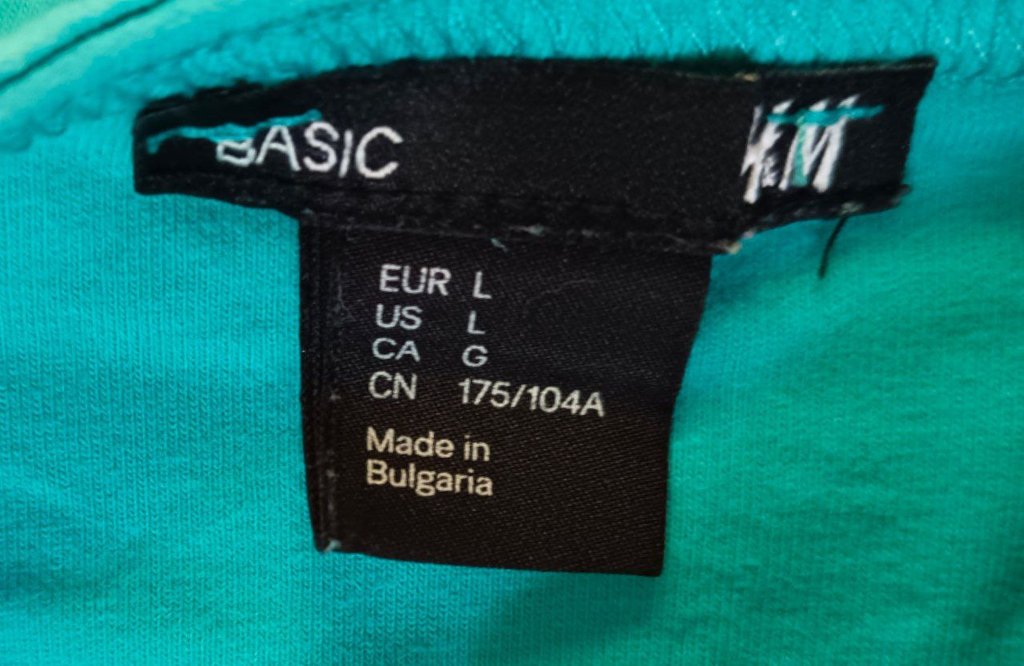 BASIC H&M
EUR L
US L
CA G
CN 175/104A
Made in
Bulgaria